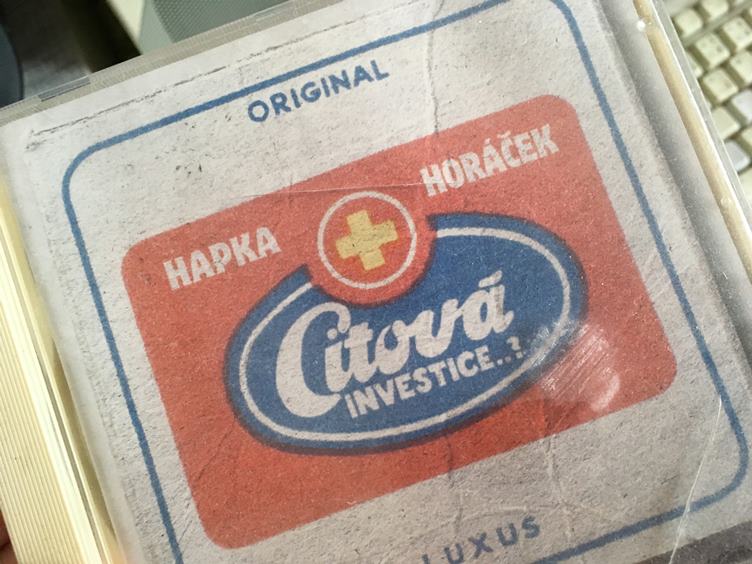 ORIGINAL
HAPKA
HORÁČEK
Citová
INVESTICE..?
LUXUS